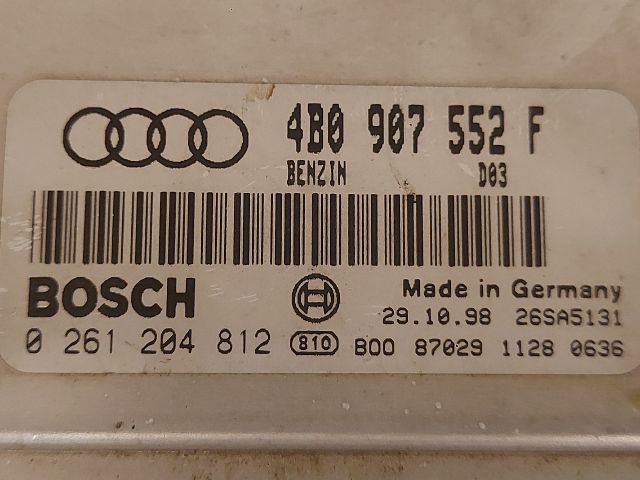 4B0 907 552 F
BENZIN D03
BOSCH
Made in Germany
29.10.98 26SA5131
0 261 204 812 810 BOO 87029 1128 0636